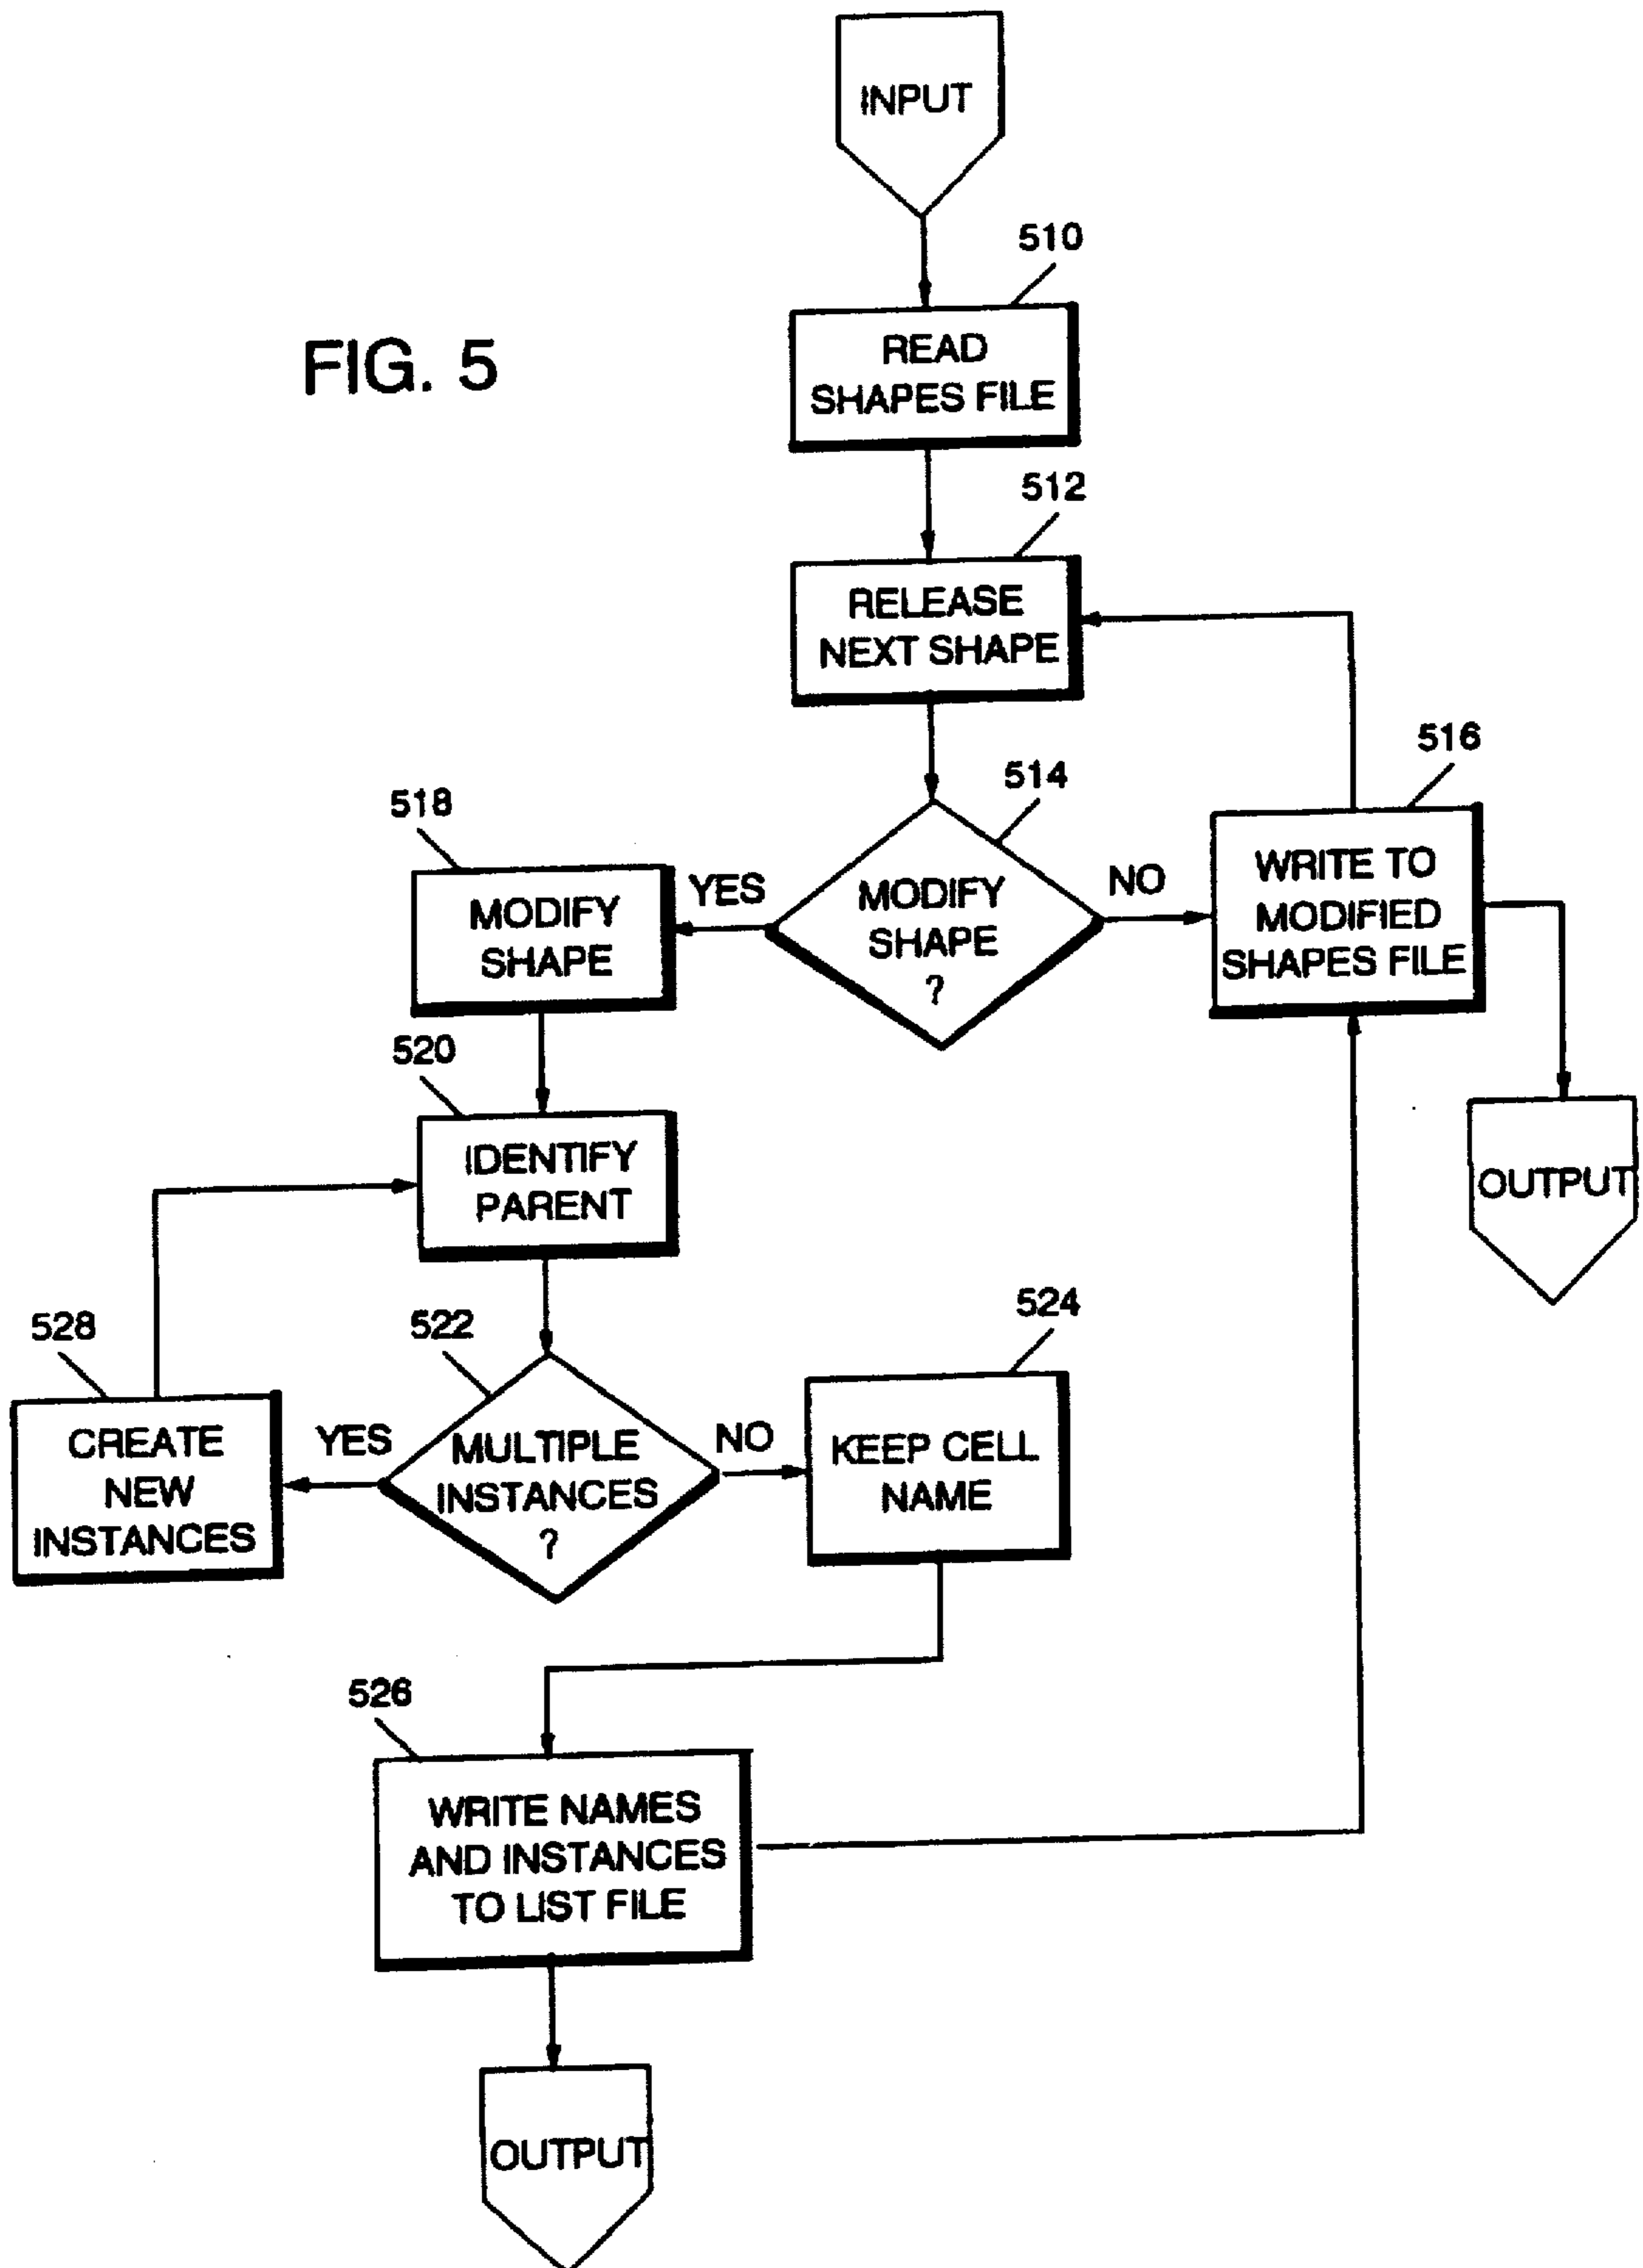 INPUT
510
READ
SHAPES FILE
FIG. 5
512
RELEASE
NEXT SHAPE
514
MODIFY
SHAPE
?
YES
NO
516
WRITE TO
MODIFIED
SHAPES FILE
OUTPUT
518
MODIFY
SHAPE
520
IDENTIFY
PARENT
522
MULTIPLE
INSTANCES
?
YES
NO
528
CREATE
NEW
INSTANCES
524
KEEP CELL
NAME
526
WRITE NAMES
AND INSTANCES
TO LIST FILE
OUTPUT